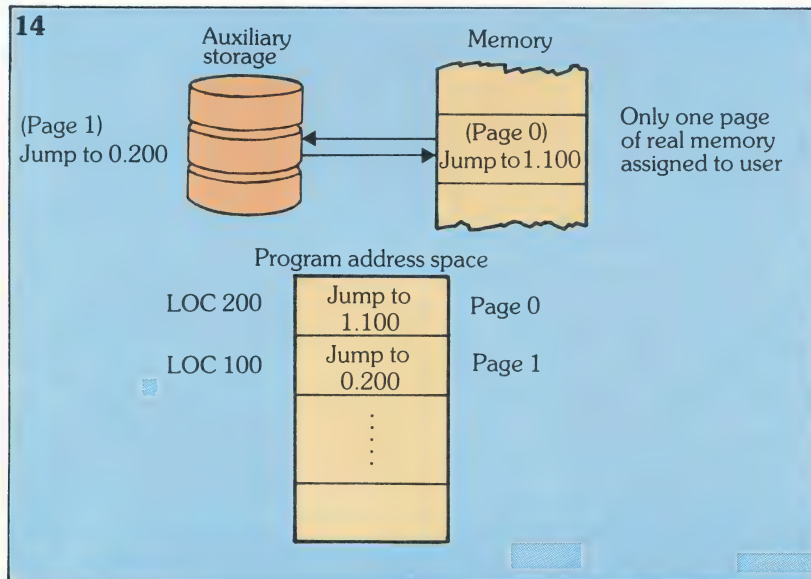 14
Auxiliary
storage
Memory
(Page 1)
Jump to 0.200
(Page 0)
Jump to 1.100
Only one page
of real memory
assigned to user
Program address space
LOC 200
Jump to
1.100
Page 0
LOC 100
Jump to
0.200
Page 1